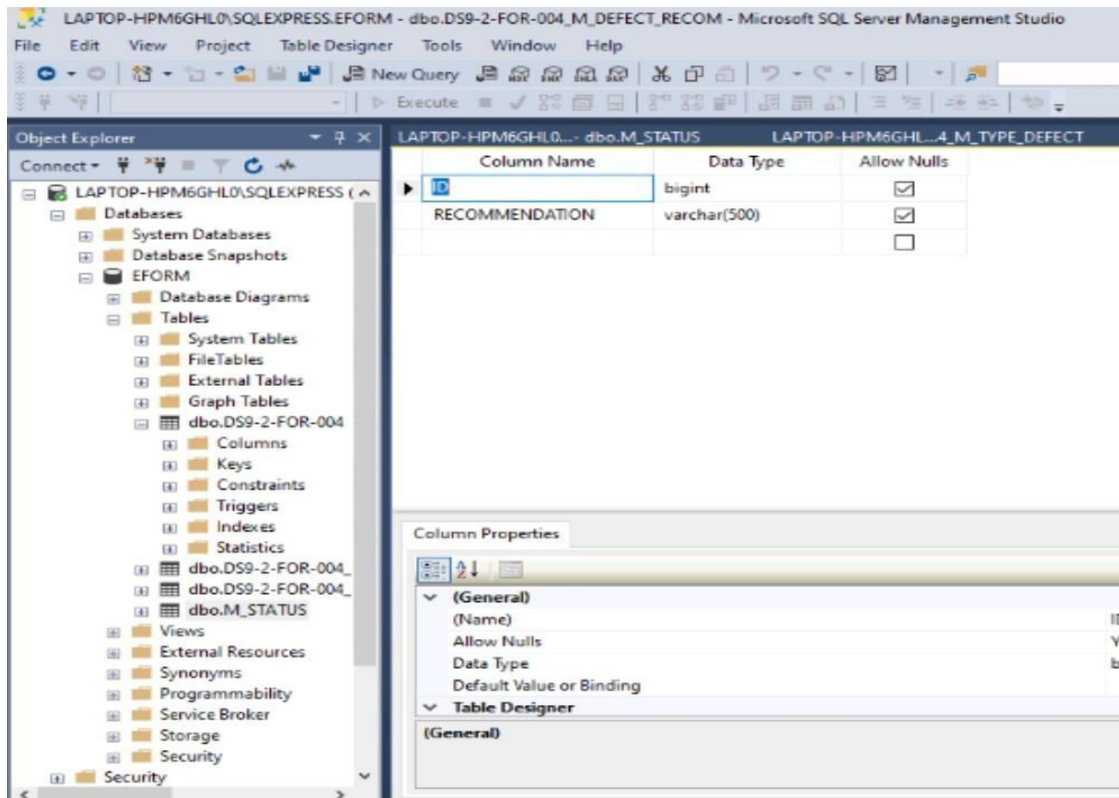 LAPTOP-HPM6GHL0\SQLEXPRESS.EFORM - dbo.DS9-2-FOR-004_M_DEFECT_RECOM - Microsoft SQL Server Management Studio
File Edit View Project Table Designer Tools Window Help
New Query
Execute
Object Explorer
Connect
LAPTOP-HPM6GHL0\SQLEXPRESS (
Databases
System Databases
Database Snapshots
EFORM
Database Diagrams
Tables
System Tables
FileTables
External Tables
Graph Tables
dbo.DS9-2-FOR-004
Columns
Keys
Constraints
Triggers
Indexes
Statistics
dbo.DS9-2-FOR-004_
dbo.DS9-2-FOR-004_
dbo.M_STATUS
Views
External Resources
Synonyms
Programmability
Service Broker
Storage
Security
Security
LAPTOP-HPM6GHL0...- dbo.M_STATUS LAPTOP-HPM6GHL...4_M_TYPE_DEFECT
Column Name Data Type Allow Nulls
ID bigint
RECOMMENDATION varchar(500)
Column Properties
(General)
(Name)
Allow Nulls
Data Type
Default Value or Binding
Table Designer
(General)